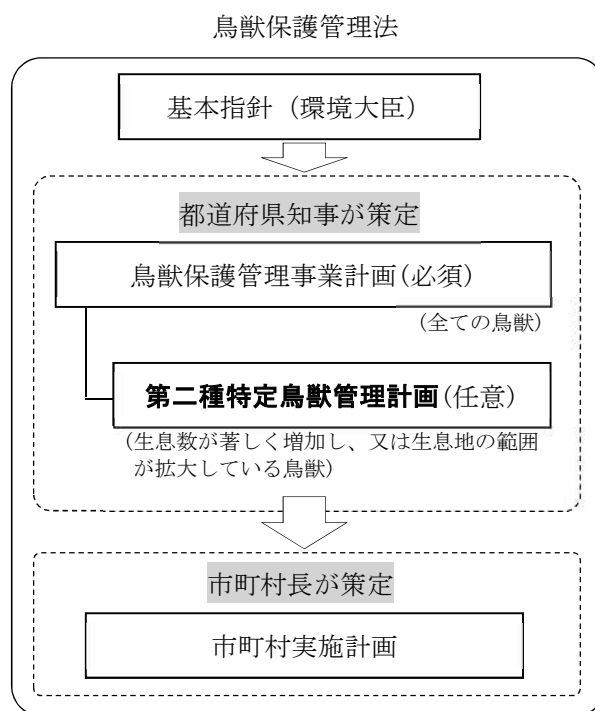 鳥獣保護管理法
基本指針（環境大臣）
都道府県知事が策定
鳥獣保護管理事業計画(必須)
(全ての鳥獣)
第二種特定鳥獣管理計画(任意)
(生息数が著しく増加し、又は生息地の範囲
が拡大している鳥獣)
市町村長が策定
市町村実施計画